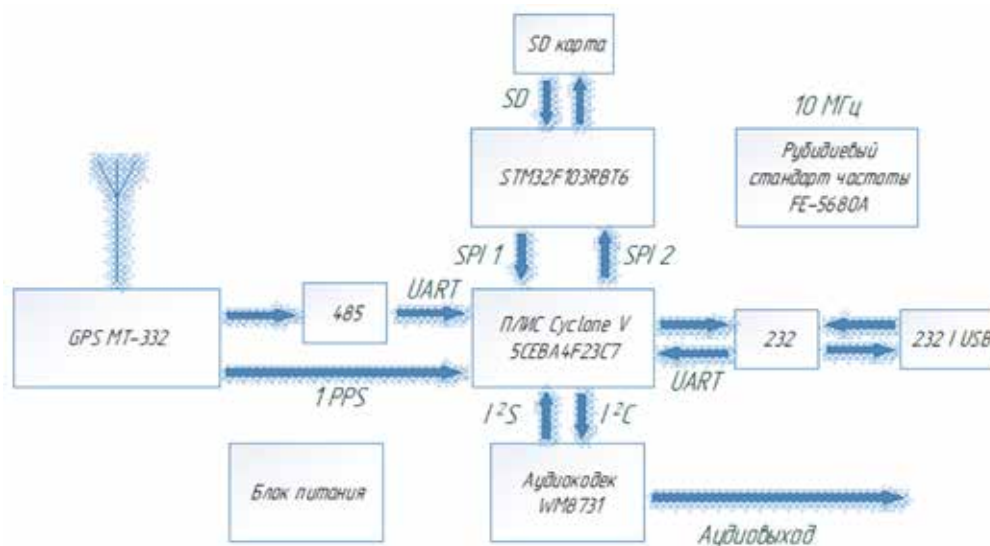 SD карта
SD
10 МГц
STM32F103RBT6
Рубидиевый
стандарт частоты
FE-5680A
SPI 1
SPI 2
GPS MT-332
485
UART
ПЛИС Cyclone V
5CEBA4F23C7
232
232 I USB
1 PPS
UART
I²S
I²C
Блок питания
Аудиокодек
WM8731
Аудиовыход